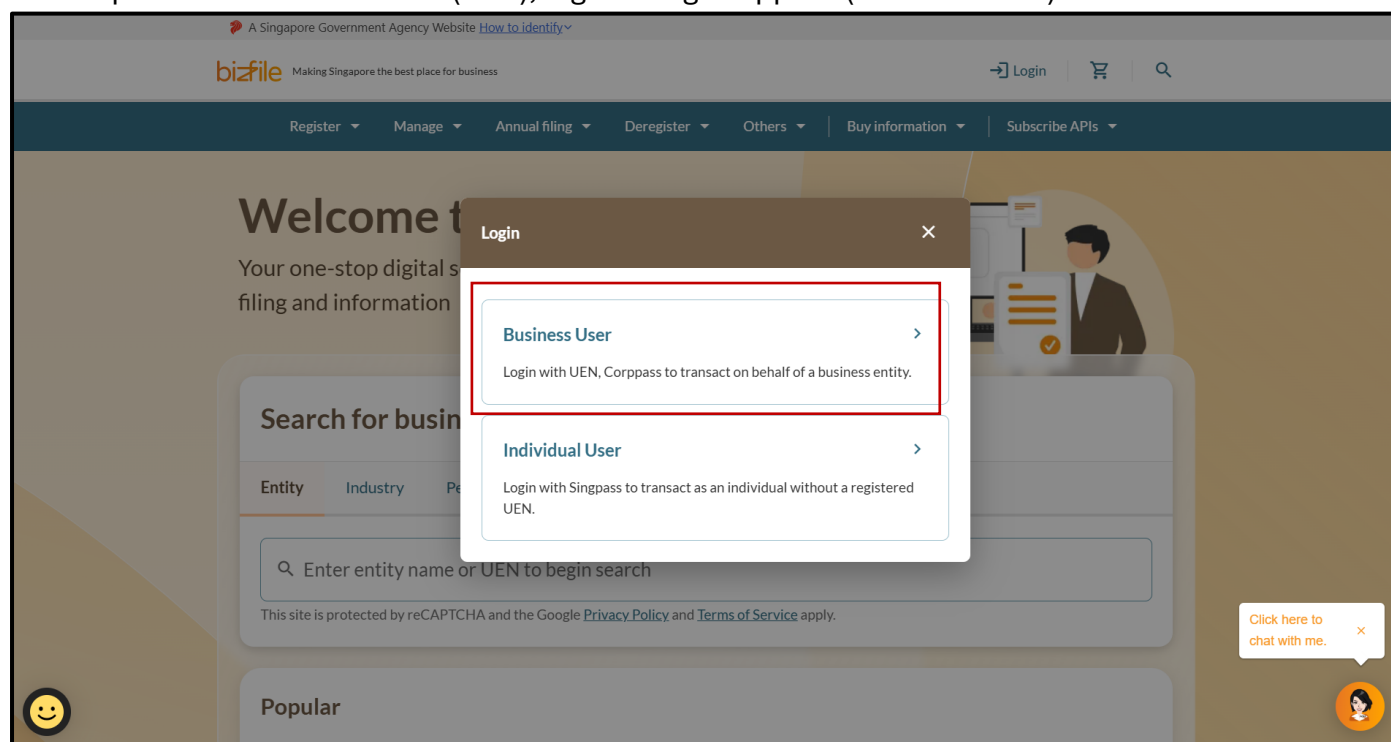 A Singapore Government Agency Website How to identify
bizfile Making Singapore the best place for business
Login
Register Manage Annual filing Deregister Others Buy information Subscribe APIs
Welcome t
Your one-stop digital s
filing and information
Login
Business User
Login with UEN, Corppass to transact on behalf of a business entity.
Individual User
Login with Singpass to transact as an individual without a registered
UEN.
Search for busin
Entity Industry Pe
Enter entity name or UEN to begin search
This site is protected by reCAPTCHA and the Google Privacy Policy and Terms of Service apply.
Click here to
chat with me.
Popular